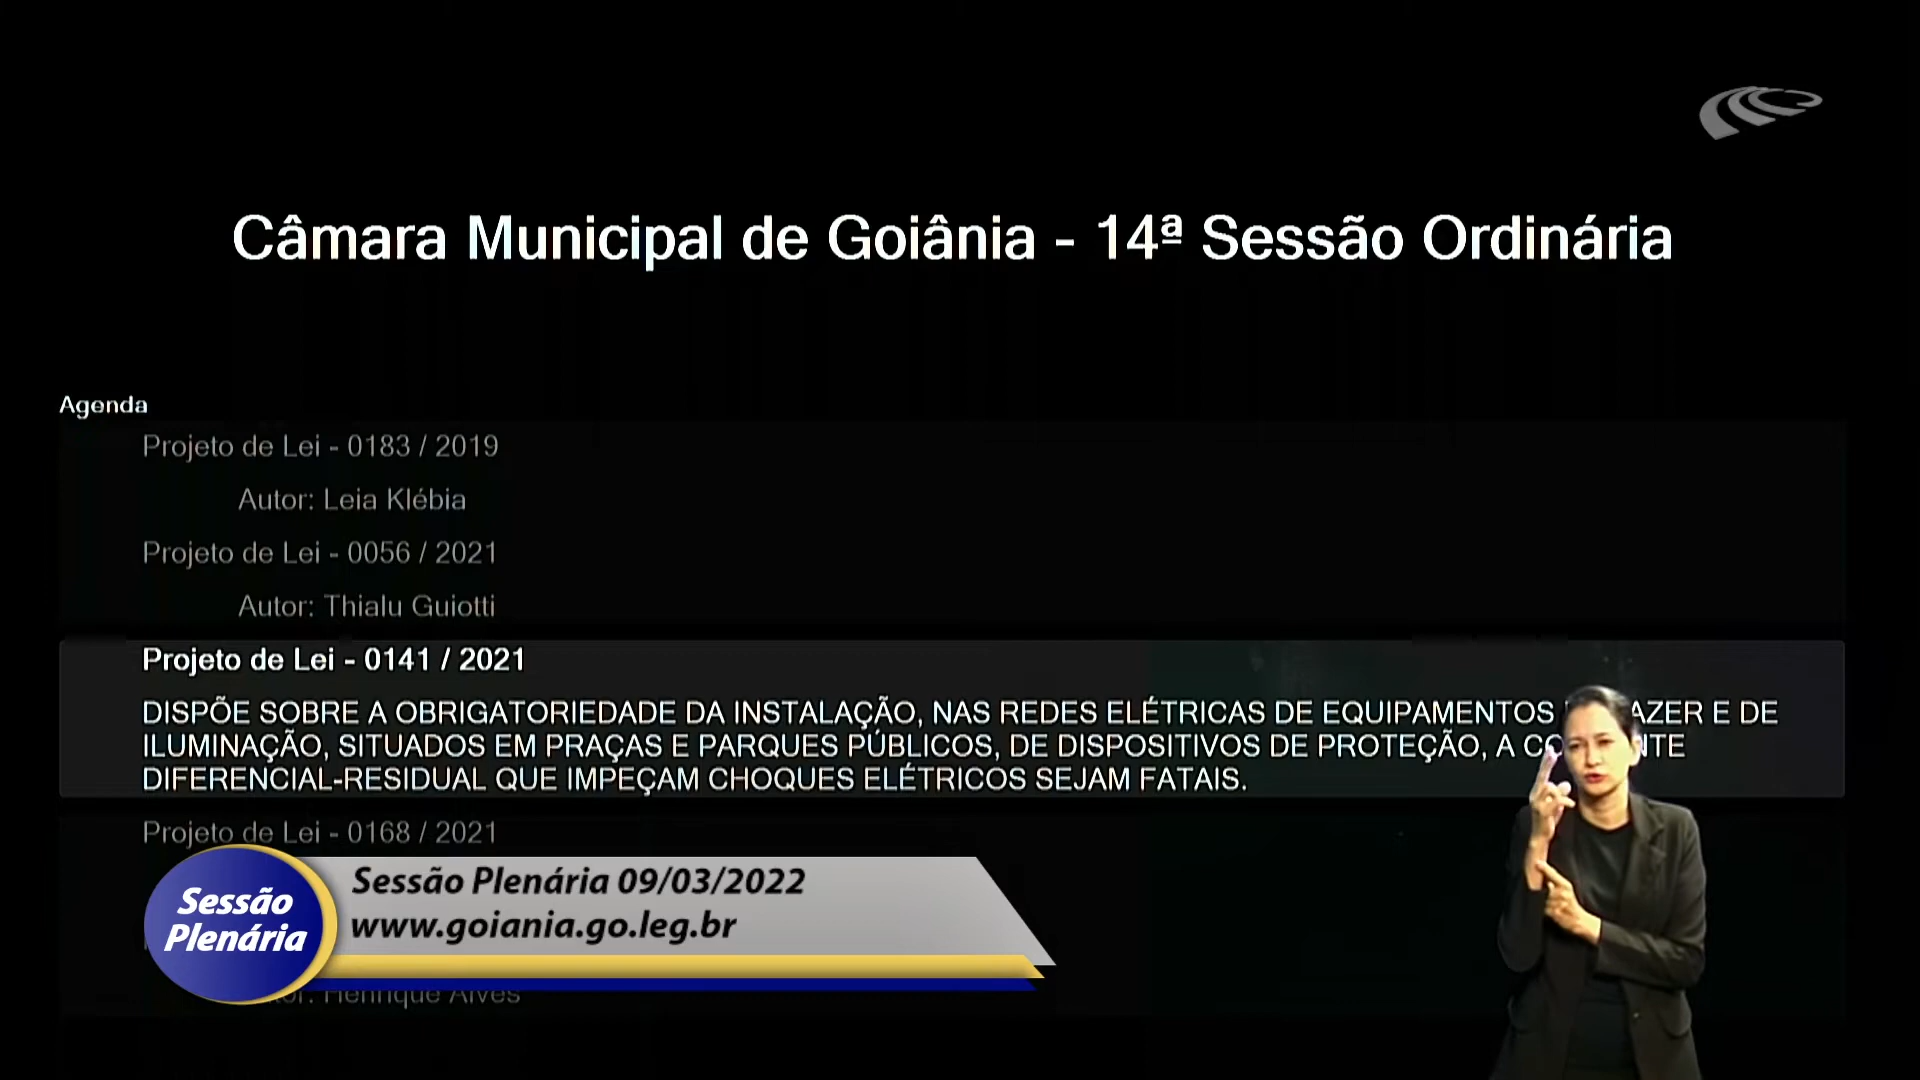 Câmara Municipal de Goiânia - 14ª Sessão Ordinária
Agenda
Projeto de Lei - 0183 / 2019
Autor: Leia Klébia
Projeto de Lei - 0056 / 2021
Autor: Thialu Guiotti
Projeto de Lei - 0141 / 2021
DISPÕE SOBRE A OBRIGATORIEDADE DA INSTALAÇÃO, NAS REDES ELÉTRICAS DE EQUIPAMENTOS E DE
ILUMINAÇÃO, SITUADOS EM PRAÇAS E PARQUES PÚBLICOS, DE DISPOSITIVOS DE PROTEÇÃO, A
DIFERENCIAL-RESIDUAL QUE IMPEÇAM CHOQUES ELÉTRICOS SEJAM FATAIS.
Projeto de Lei - 0168 / 2021
Sessão Plenária
Sessão Plenária 09/03/2022
www.goiania.go.leg.br
Henrique Alves